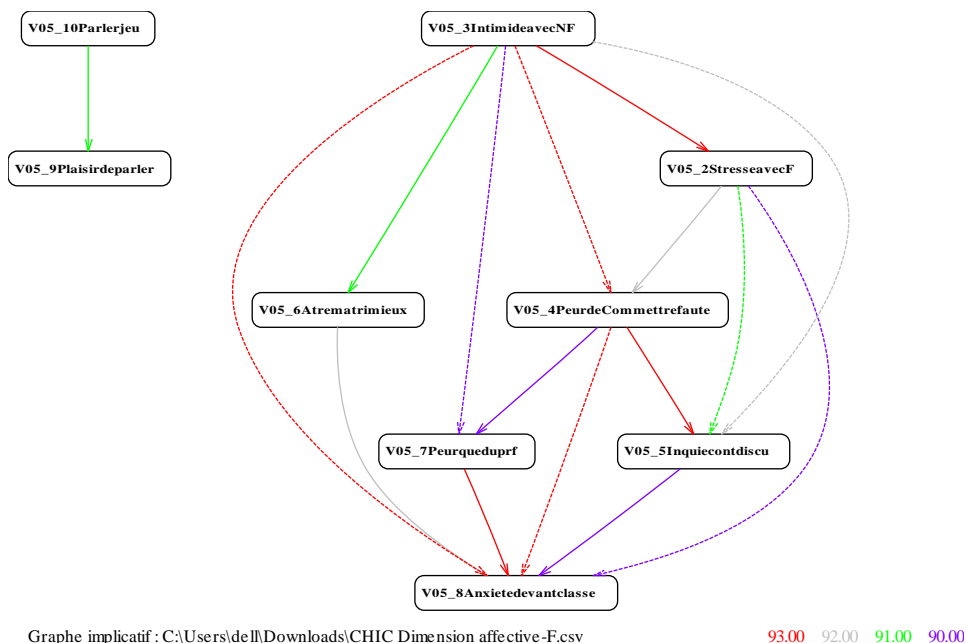 V05_10Parlerjeu
V05_3IntimideavecNF
V05_9Plaisirdeparler
V05_2StresseavecF
V05_6Atrematrimieux
V05_4PeurdeCommettrefaute
V05_7Peurqueduprf
V05_5Inquiecontdiscu
V05_8Anxietedevantclasse
Graphe implicatif : C:\Users\dell\Downloads\CHIC Dimension affective-F.csv 93.00 92.00 91.00 90.00